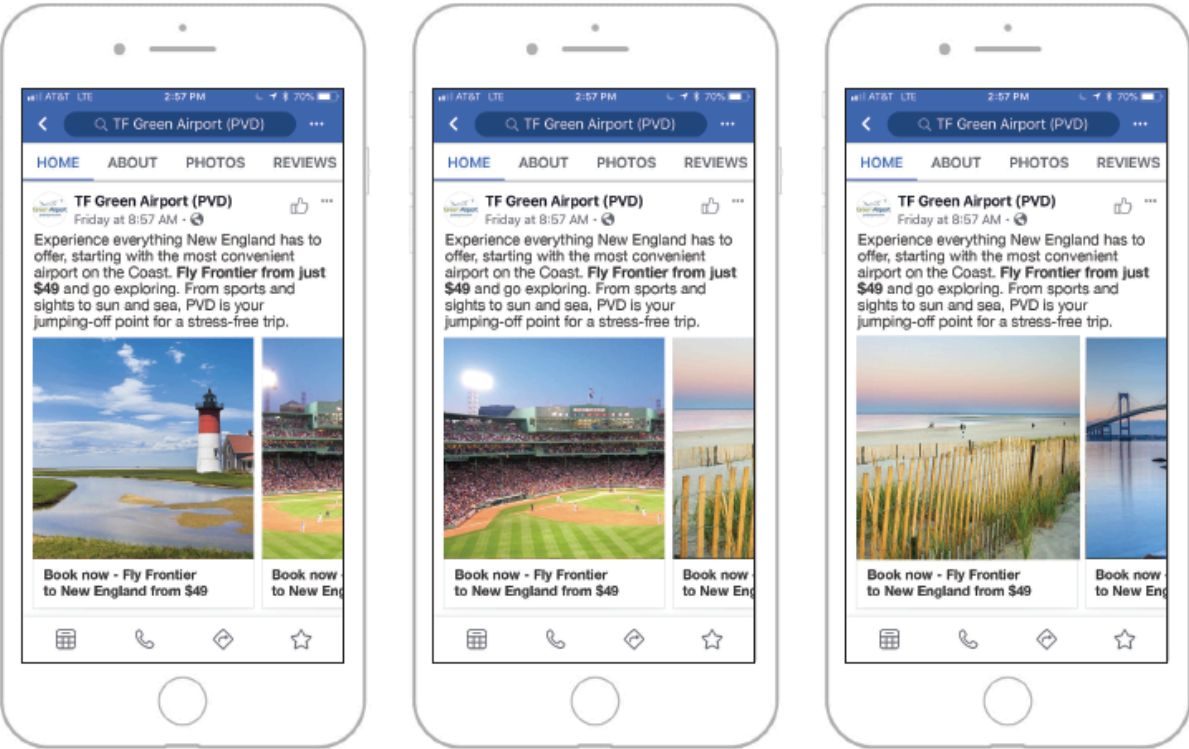 AT&T LTE 2:57 PM 70%
TF Green Airport (PVD)
HOME ABOUT PHOTOS REVIEWS
TF Green Airport (PVD)
Friday at 8:57 AM
Experience everything New England has to
offer, starting with the most convenient
airport on the Coast. Fly Frontier from just
$49 and go exploring. From sports and
sights to sun and sea, PVD is your
jumping-off point for a stress-free trip.
Book now - Fly Frontier
to New England from $49
Book now -
to New Eng
AT&T LTE 2:57 PM 70%
TF Green Airport (PVD)
HOME ABOUT PHOTOS REVIEWS
TF Green Airport (PVD)
Friday at 8:57 AM
Experience everything New England has to
offer, starting with the most convenient
airport on the Coast. Fly Frontier from just
$49 and go exploring. From sports and
sights to sun and sea, PVD is your
jumping-off point for a stress-free trip.
Book now - Fly Frontier
to New England from $49
Book now -
to New Eng
AT&T LTE 2:57 PM 70%
TF Green Airport (PVD)
HOME ABOUT PHOTOS REVIEWS
TF Green Airport (PVD)
Friday at 8:57 AM
Experience everything New England has to
offer, starting with the most convenient
airport on the Coast. Fly Frontier from just
$49 and go exploring. From sports and
sights to sun and sea, PVD is your
jumping-off point for a stress-free trip.
Book now - Fly Frontier
to New England from $49
Book now -
to New Eng